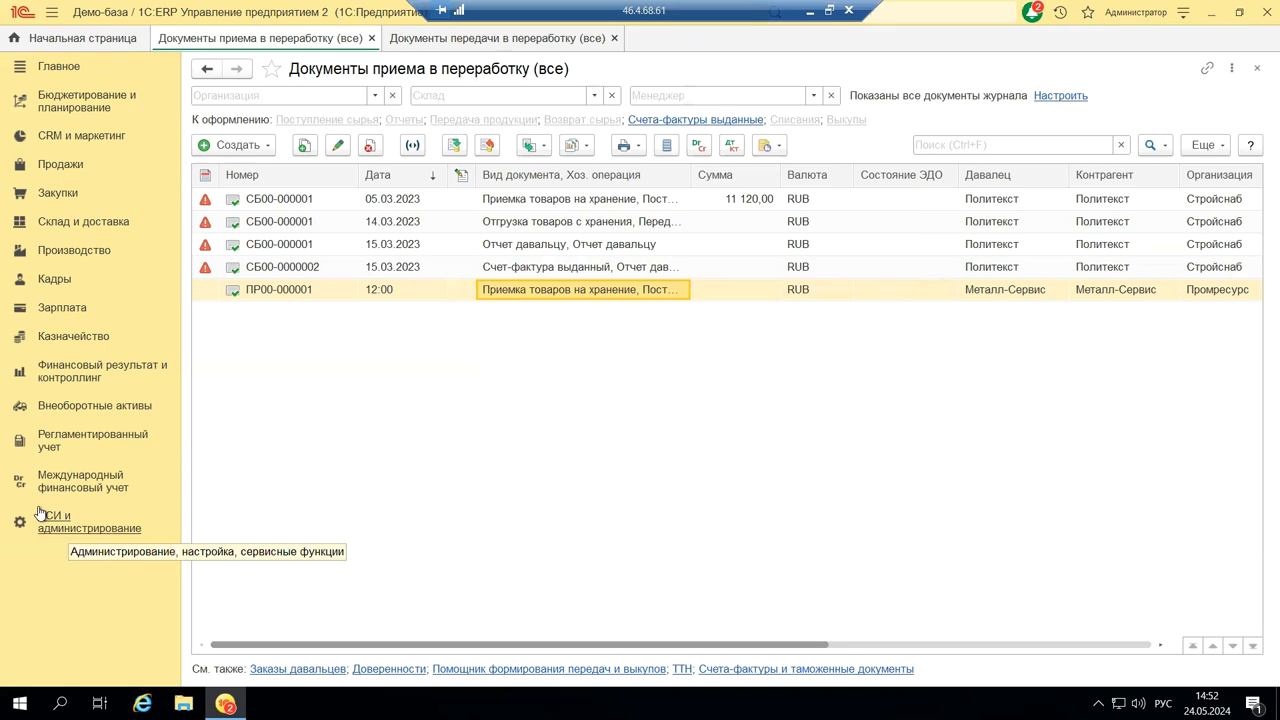 Демо-база / 1С:ERP Управление предприятием 2 (1С:Предприятие
46.4.68.61
2
Администратор
Начальная страница
Документы приема в переработку (все)
Документы передачи в переработку (все)
Главное
Бюджетирование и
планирование
CRM и маркетинг
Продажи
Закупки
Склад и доставка
Производство
Кадры
Зарплата
Казначейство
Финансовый результат и
контроллинг
Внеоборотные активы
Регламентированный
учет
Международный
финансовый учет
СИ и
администрирование
Администрирование, настройка, сервисные функции
Документы приема в переработку (все)
Организация
Склад
Менеджер
Показаны все документы журнала Настроить
К оформлению: Поступление сырья; Отчеты; Передача продукции; Возврат сырья; Счета-фактуры выданные; Списания; Выкупы
Создать
Поиск (Ctrl+F)
Еще
?
Номер Дата Вид документа, Хоз. операция Сумма Валюта Состояние ЭДО Давалец Контрагент Организация
СБ00-000001 05.03.2023 Приемка товаров на хранение, Пост... 11 120,00 RUB Политекст Политекст Стройснаб
СБ00-000001 14.03.2023 Отгрузка товаров с хранения, Перед... RUB Политекст Политекст Стройснаб
СБ00-000001 15.03.2023 Отчет давальцу, Отчет давальцу RUB Политекст Политекст Стройснаб
СБ00-0000002 15.03.2023 Счет-фактура выданный, Отчет дав... RUB Политекст Политекст Стройснаб
ПР00-000001 12:00 Приемка товаров на хранение, Пост... RUB Металл-Сервис Металл-Сервис Промресурс
См. также: Заказы давальцев; Доверенности; Помощник формирования передач и выкупов; ТТН; Счета-фактуры и таможенные документы
2
РУС
14:52
24.05.2024
1